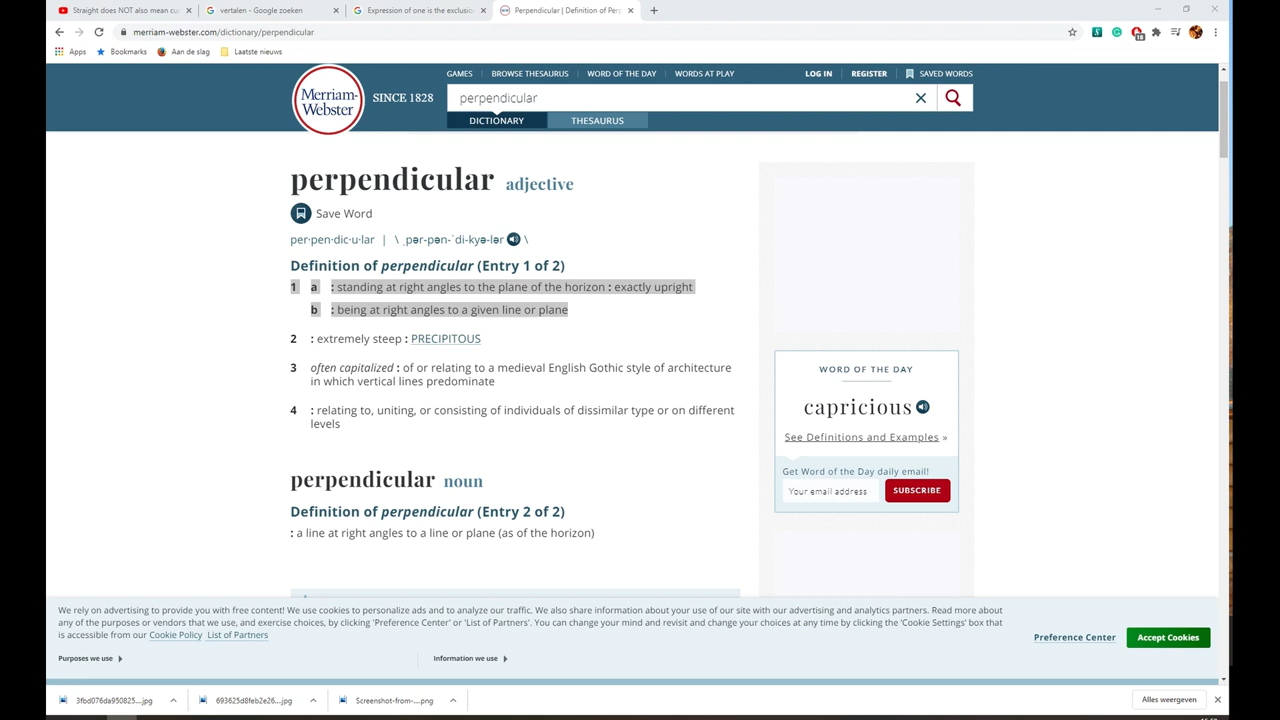 Straight does NOT also mean cu
vertalen - Google zoeken
Expression of one is the exclusion
Perpendicular | Definition of Perp
merriam-webster.com/dictionary/perpendicular
18
Apps
Bookmarks
Aan de slag
Laatste nieuws
GAMES
BROWSE THESAURUS
WORD OF THE DAY
WORDS AT PLAY
LOG IN
REGISTER
SAVED WORDS
Merriam-
Webster
SINCE 1828
perpendicular
DICTIONARY
THESAURUS
perpendicular adjective
Save Word
per·pen·dic·u·lar | \ ˌpər-pən-ˈdi-kyə-lər \
Definition of perpendicular (Entry 1 of 2)
1 a : standing at right angles to the plane of the horizon : exactly upright
b : being at right angles to a given line or plane
2 : extremely steep : PRECIPITOUS
3 often capitalized : of or relating to a medieval English Gothic style of architecture
in which vertical lines predominate
4 : relating to, uniting, or consisting of individuals of dissimilar type or on different
levels
perpendicular noun
Definition of perpendicular (Entry 2 of 2)
: a line at right angles to a line or plane (as of the horizon)
WORD OF THE DAY
capricious
See Definitions and Examples »
Get Word of the Day daily email!
Your email address
SUBSCRIBE
We rely on advertising to provide you with free content! We use cookies to personalize ads and to analyze our traffic. We also share information about your use of our site with our advertising and analytics partners. Read more about
any of the purposes or vendors that we use, and exercise choices, by clicking 'Preference Center' or 'List of Partners'. You can change your mind and revisit and change your choices at any time by clicking the 'Cookie Settings' box that
is accessible from our Cookie Policy List of Partners
Preference Center
Accept Cookies
Purposes we use
Information we use
3fbd076da950825....jpg
693625d8feb2e26....jpg
Screenshot-from-....png
Alles weergeven